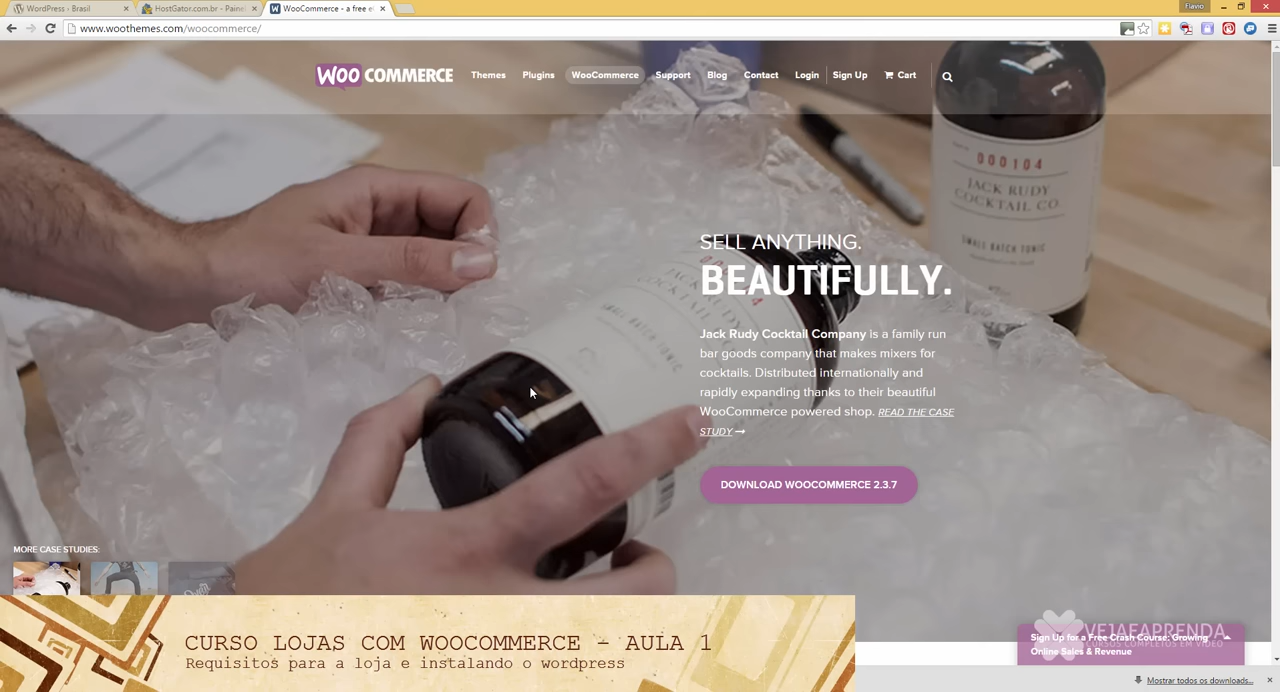 WordPress - Brasil
HostGator.com.br - Painel
WooCommerce - a free e
Flavio
www.woothemes.com/woocommerce/
WOO COMMERCE
Themes
Plugins
WooCommerce
Support
Blog
Contact
Login
Sign Up
Cart
000104
JACK RUDY
COCKTAIL CO.
SMALL BATCH TONIC
SELL ANYTHING.
BEAUTIFULLY.
Jack Rudy Cocktail Company is a family run
bar goods company that makes mixers for
cocktails. Distributed internationally and
rapidly expanding thanks to their beautiful
WooCommerce powered shop. READ THE CASE
STUDY
DOWNLOAD WOOCOMMERCE 2.3.7
MORE CASE STUDIES:
CURSO LOJAS COM WOOCOMMERCE - AULA 1
Requisitos para a loja e instalando o wordpress
VEJAEAPRENDA
CURSOS COMPLETOS EM VÍDEO
Sign Up for a Free Crash Course: Growing
Online Sales & Revenue
Mostrar todos os downloads...